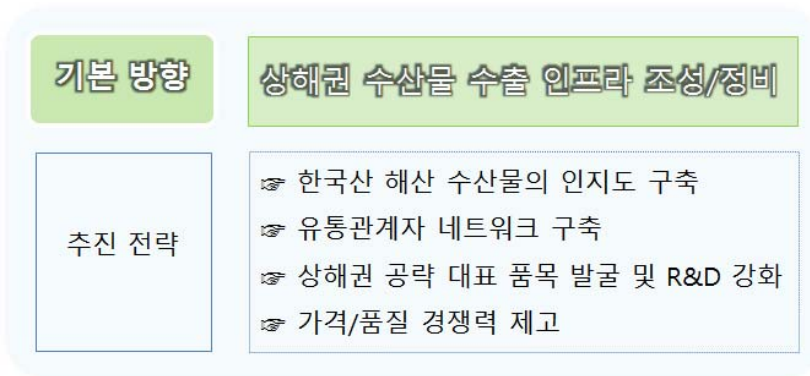 기본 방향
상해권 수산물 수출 인프라 조성/정비
추진 전략
☞ 한국산 해산 수산물의 인지도 구축
☞ 유통관계자 네트워크 구축
☞ 상해권 공략 대표 품목 발굴 및 R&D 강화
☞ 가격/품질 경쟁력 제고